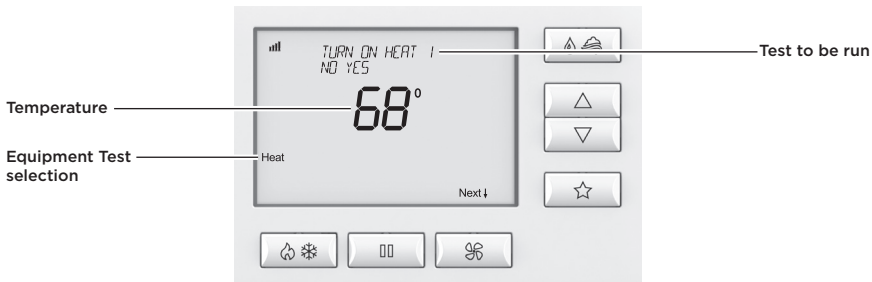 TURN ON HEAT 1
NO YES
Test to be run
Temperature
68°
Equipment Test
selection
Heat
Next↓